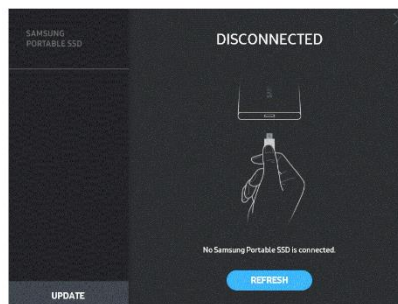 SAMSUNG
PORTABLE SSD
DISCONNECTED
No Samsung Portable SSD is connected.
REFRESH
UPDATE